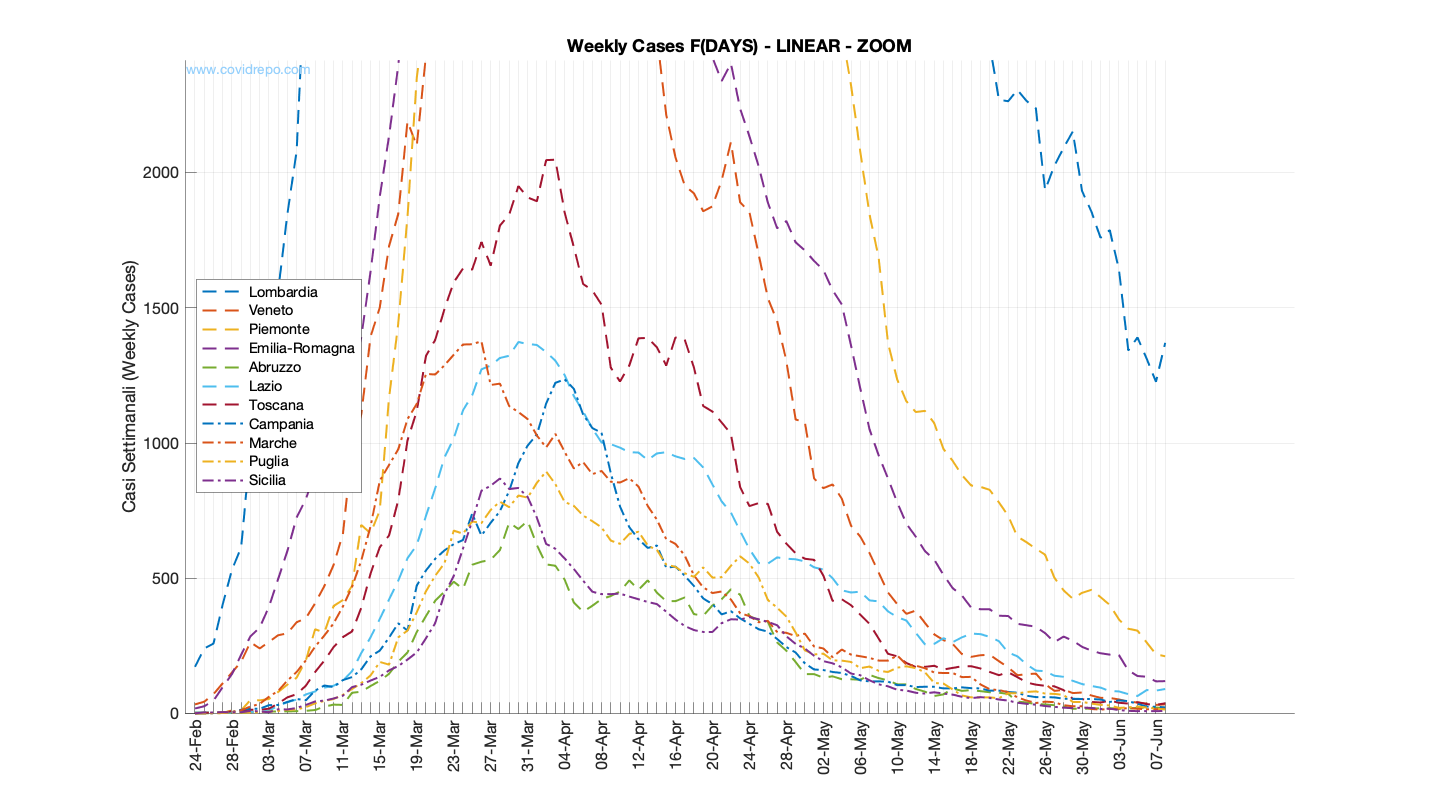 Weekly Cases F(DAYS) - LINEAR - ZOOM
www.covidrepo.com
Casi Settimanali (Weekly Cases)
2000
1500
1000
500
0
Lombardia
Veneto
Piemonte
Emilia-Romagna
Abruzzo
Lazio
Toscana
Campania
Marche
Puglia
Sicilia
24-Feb
28-Feb
03-Mar
07-Mar
11-Mar
15-Mar
19-Mar
23-Mar
27-Mar
31-Mar
04-Apr
08-Apr
12-Apr
16-Apr
20-Apr
24-Apr
28-Apr
02-May
06-May
10-May
14-May
18-May
22-May
26-May
30-May
03-Jun
07-Jun